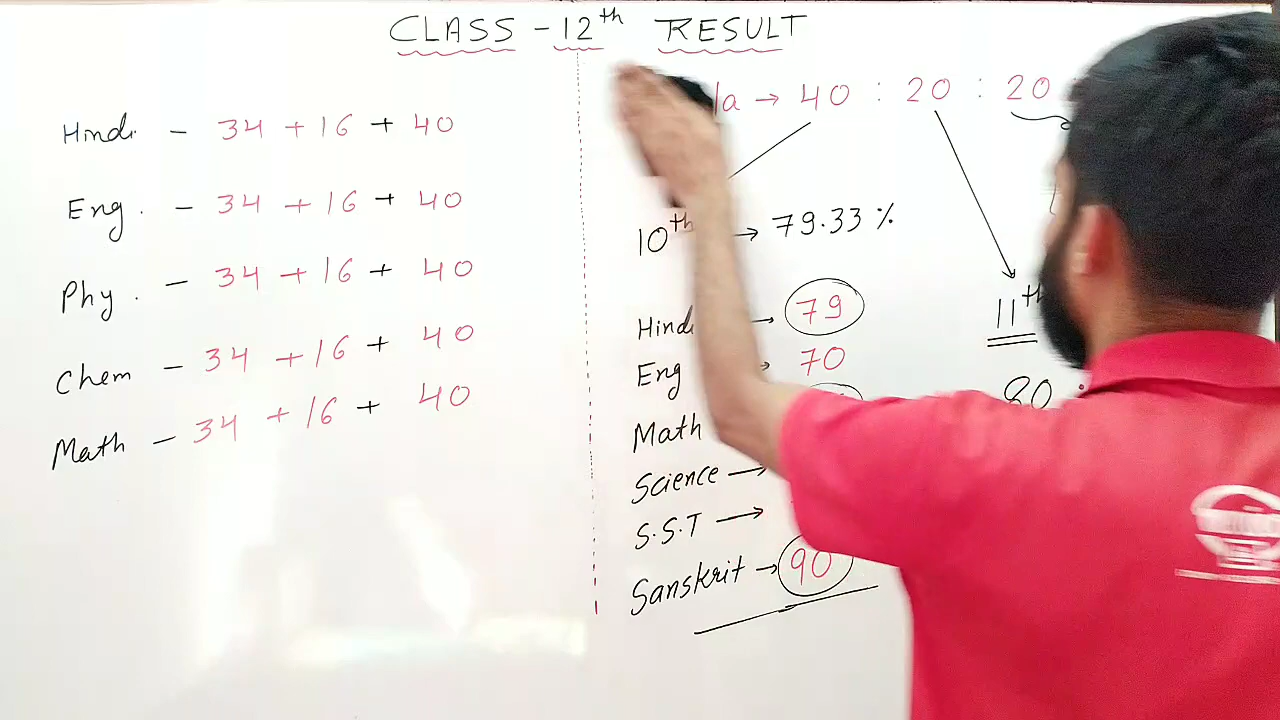 CLASS - 12th RESULT
Hindi - 34 + 16 + 40
Eng. - 34 + 16 + 40
Phy. - 34 + 16 + 40
Chem - 34 + 16 + 40
Math - 34 + 16 + 40
→ 40 : 20 : 20
10th → 79.33 %
Hindi → 79
Eng → 70
Math
Science →
S.S.T →
Sanskrit → 90
11th
80